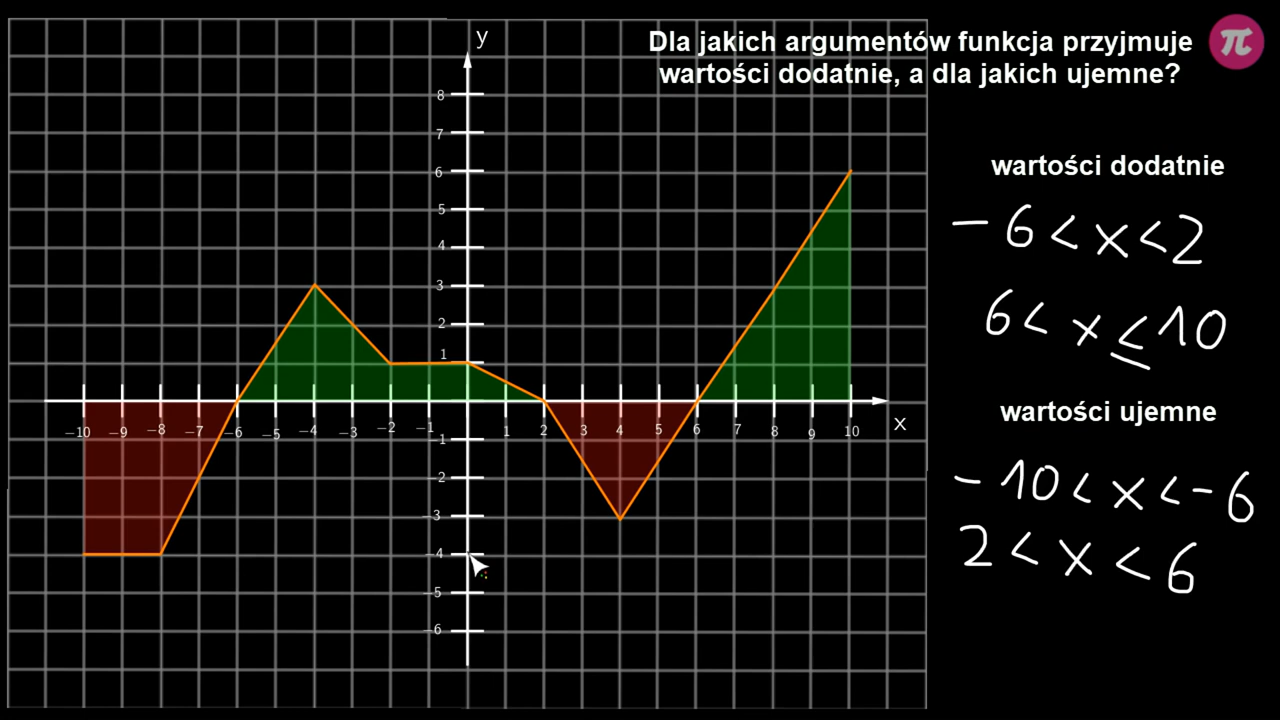 Dla jakich argumentów funkcja przyjmuje
wartości dodatnie, a dla jakich ujemne?
π
y
8
7
6
5
4
3
2
1
−10 −9 −8 −7 −6 −5 −4 −3 −2 −1 1 2 3 4 5 6 7 8 9 10
x
−1
−2
−3
−4
−5
−6
wartości dodatnie
− 6 < x < 2
6 < x ≤ 10
wartości ujemne
− 10 < x < − 6
2 < x < 6